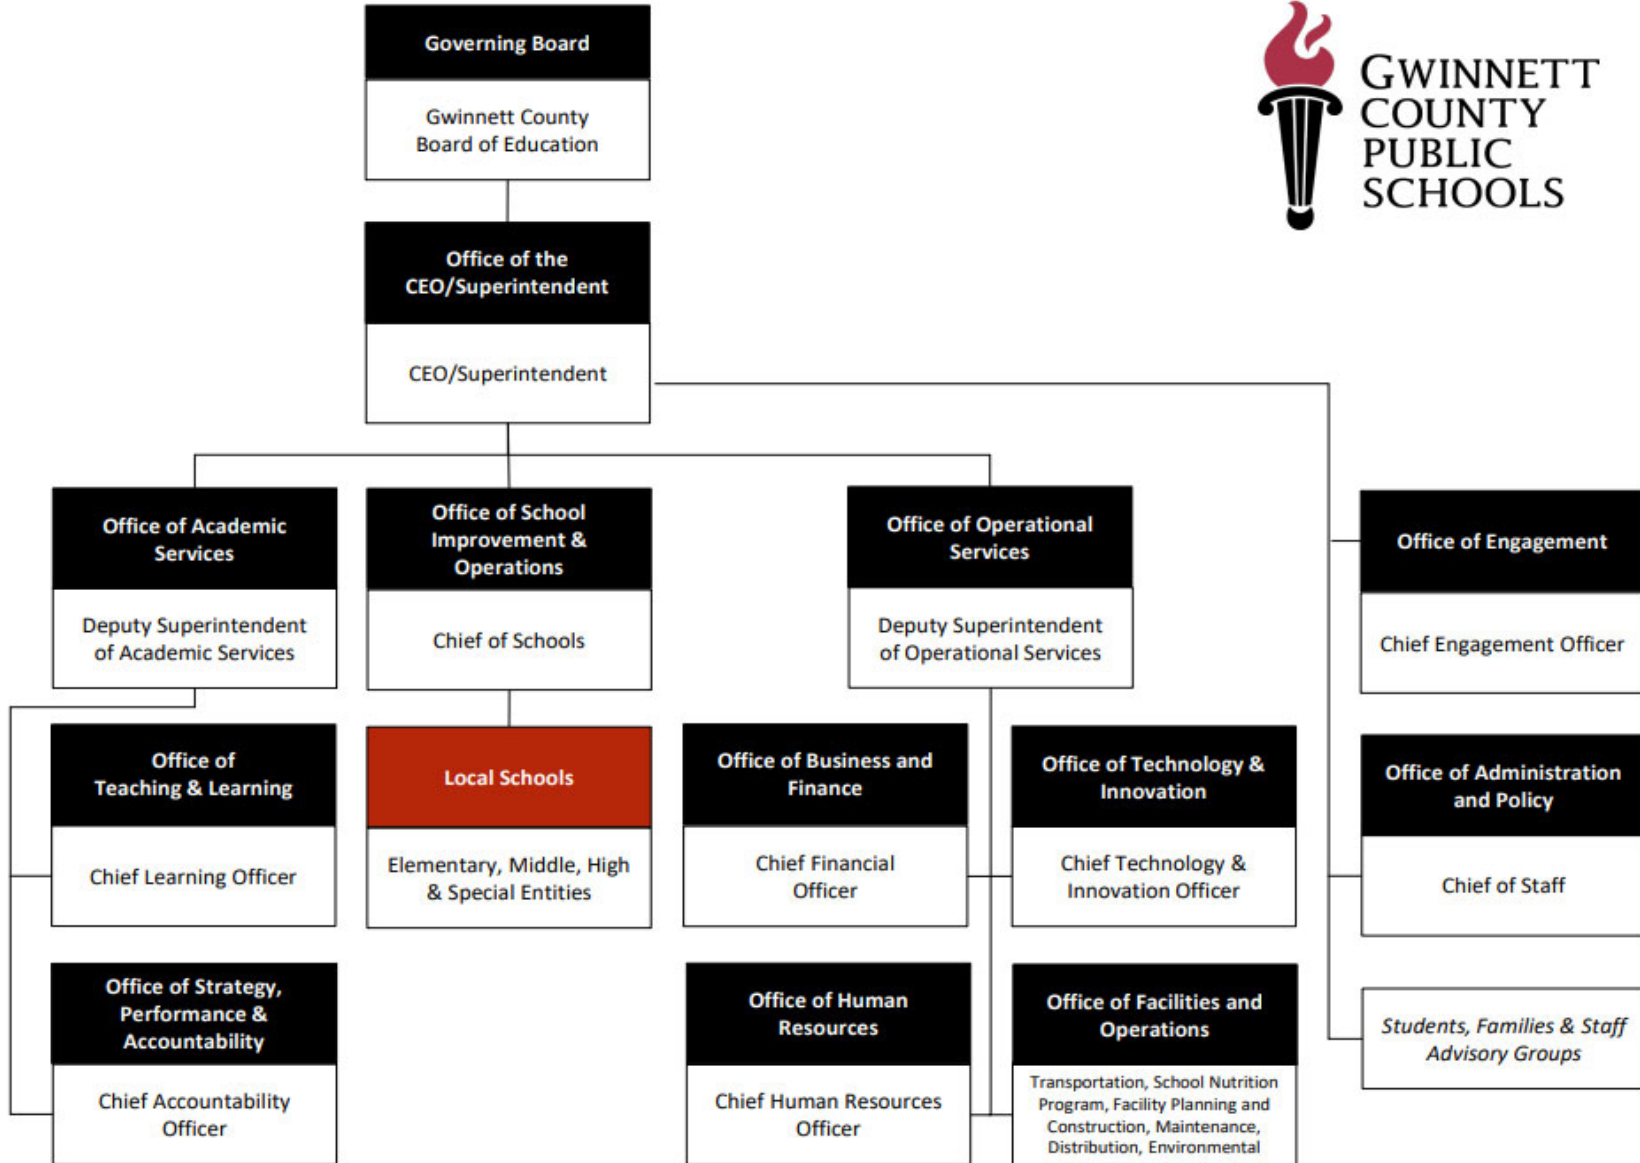 Governing Board
Gwinnett County
Board of Education
GWINNETT
COUNTY
PUBLIC
SCHOOLS
Office of the
CEO/Superintendent
CEO/Superintendent
Office of Academic
Services
Deputy Superintendent
of Academic Services
Office of School
Improvement &
Operations
Chief of Schools
Office of Operational
Services
Deputy Superintendent
of Operational Services
Office of Engagement
Chief Engagement Officer
Office of
Teaching & Learning
Chief Learning Officer
Local Schools
Elementary, Middle, High
& Special Entities
Office of Business and
Finance
Chief Financial
Officer
Office of Technology &
Innovation
Chief Technology &
Innovation Officer
Office of Administration
and Policy
Chief of Staff
Office of Strategy,
Performance &
Accountability
Chief Accountability
Officer
Office of Human
Resources
Chief Human Resources
Officer
Office of Facilities and
Operations
Transportation, School Nutrition
Program, Facility Planning and
Construction, Maintenance,
Distribution, Environmental
Students, Families & Staff
Advisory Groups